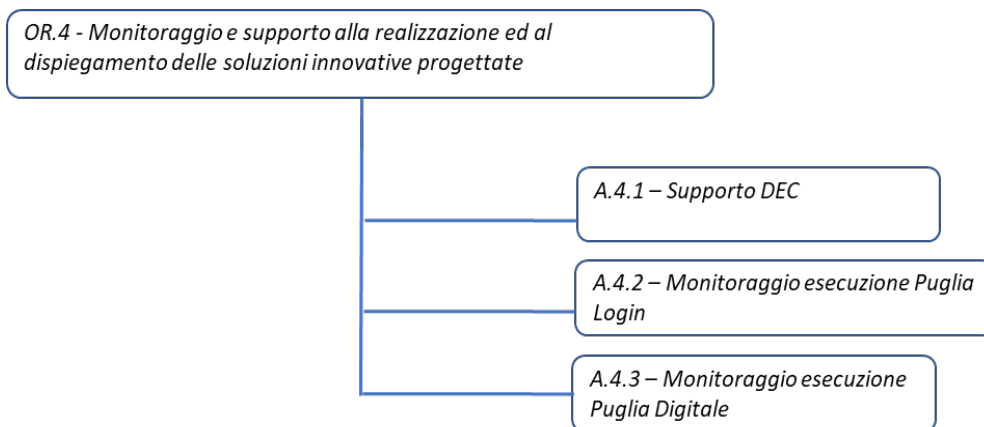 OR.4 - Monitoraggio e supporto alla realizzazione ed al
dispiegamento delle soluzioni innovative progettate
A.4.1 – Supporto DEC
A.4.2 – Monitoraggio esecuzione Puglia
Login
A.4.3 – Monitoraggio esecuzione
Puglia Digitale